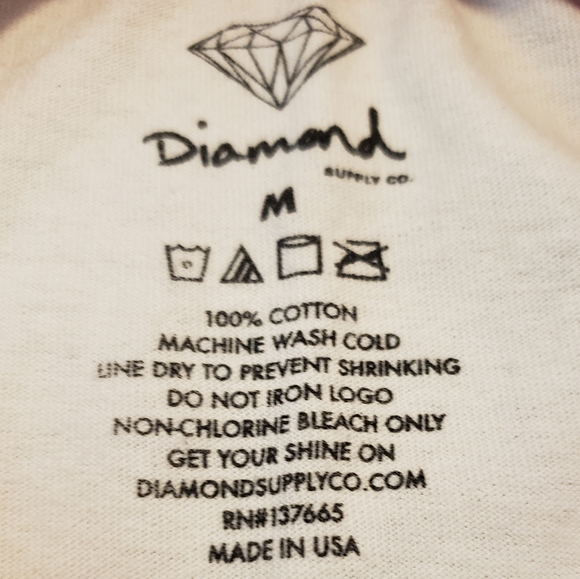 Diamond
SUPPLY CO.
M
100% COTTON
MACHINE WASH COLD
LINE DRY TO PREVENT SHRINKING
DO NOT IRON LOGO
NON-CHLORINE BLEACH ONLY
GET YOUR SHINE ON
DIAMONDSUPPLYCO.COM
RN#137665
MADE IN USA